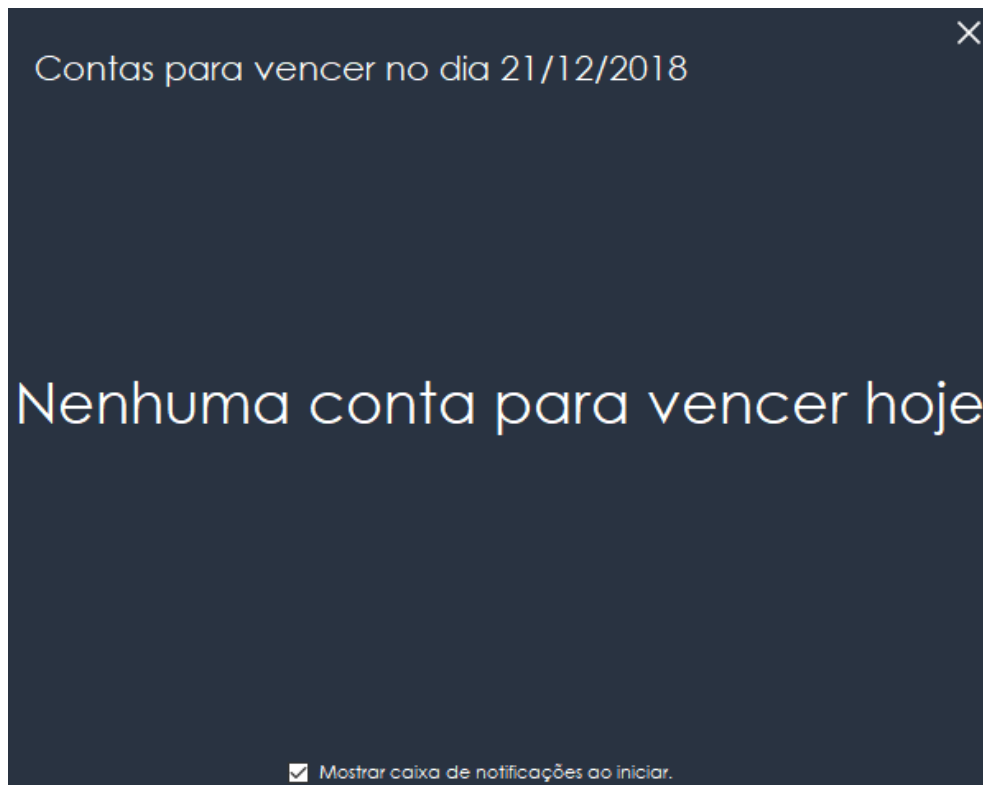 Contas para vencer no dia 21/12/2018
Nenhuma conta para vencer hoje
Mostrar caixa de notificações ao iniciar.